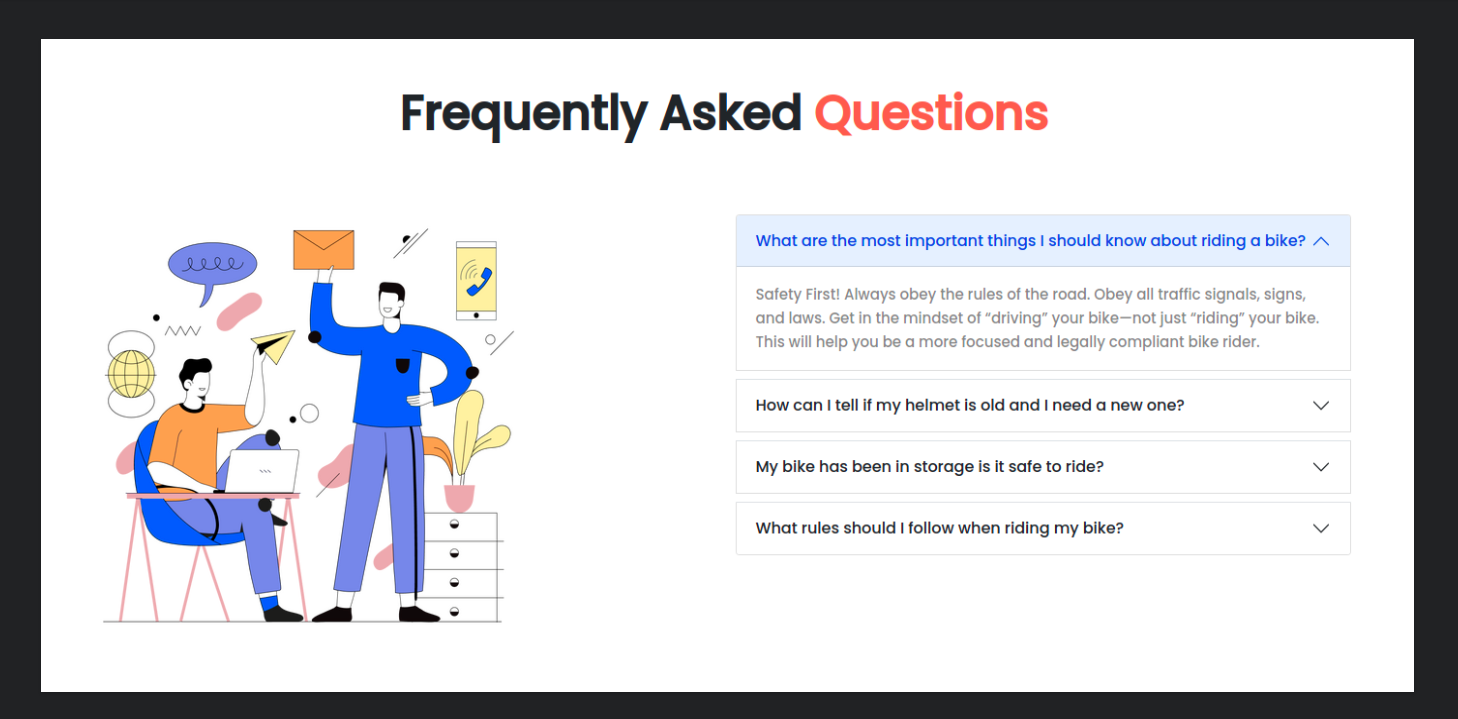 Frequently Asked Questions
What are the most important things I should know about riding a bike?
Safety First! Always obey the rules of the road. Obey all traffic signals, signs,
and laws. Get in the mindset of “driving” your bike—not just “riding” your bike.
This will help you be a more focused and legally compliant bike rider.
How can I tell if my helmet is old and I need a new one?
My bike has been in storage is it safe to ride?
What rules should I follow when riding my bike?